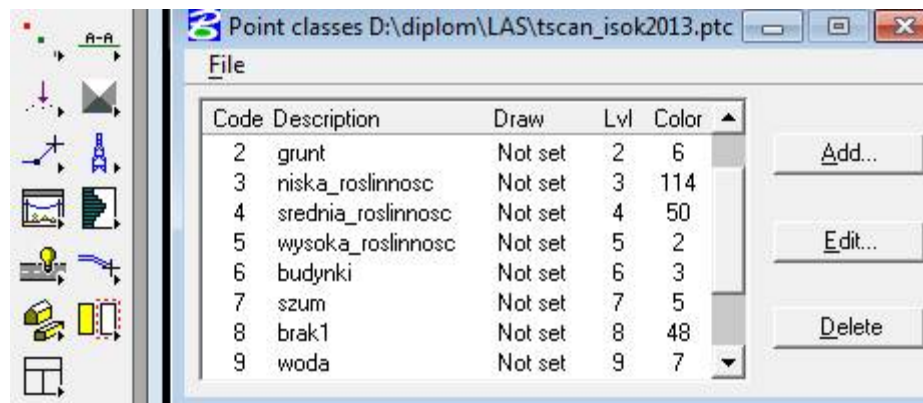 A-A
Point classes D:\diplom\LAS\tscan_isok2013.ptc
File
Code Description Draw Lvl Color
2 grunt Not set 2 6
3 niska_roslinnosc Not set 3 114
4 srednia_roslinnosc Not set 4 50
5 wysoka_roslinnosc Not set 5 2
6 budynki Not set 6 3
7 szum Not set 7 5
8 brak1 Not set 8 48
9 woda Not set 9 7
Add...
Edit...
Delete